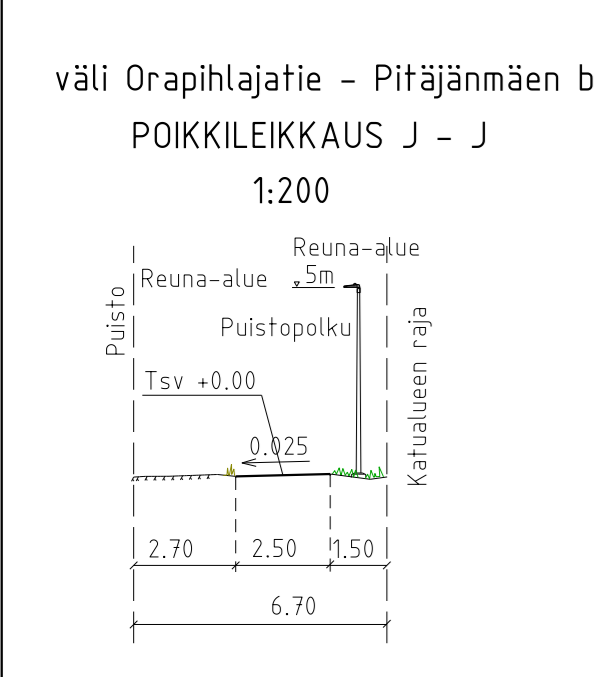 väli Orapihlajatie - Pitäjänmäen b
POIKKILEIKKAUS J - J
1:200
Reuna-alue
Reuna-alue
5m
Puisto
Puistopolku
Katualueen raja
Tsv +0.00
0.025
2.70
2.50
1.50
6.70